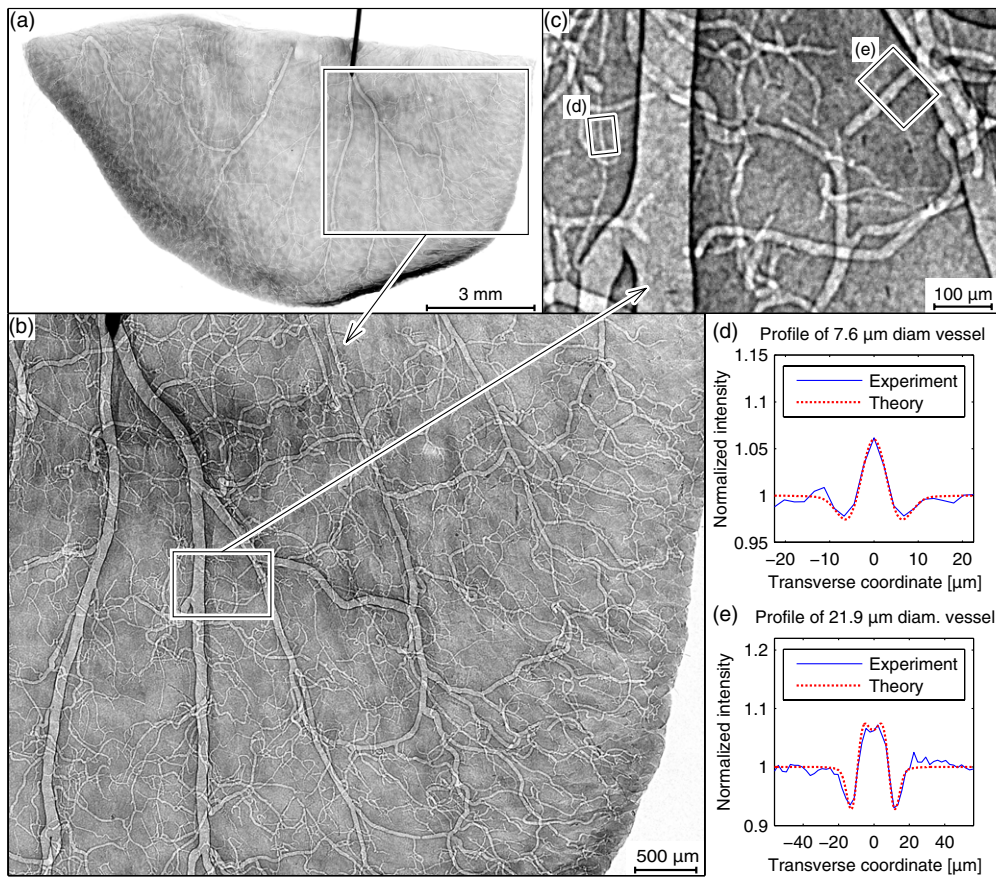 (a)
3 mm
(b)
500 µm
(c)
(d)
(e)
100 µm
(d)
Profile of 7.6 µm diam vessel
Normalized intensity
1.15
1.1
1.05
1
0.95
Experiment
Theory
−20
−10
0
10
20
Transverse coordinate [µm]
(e)
Profile of 21.9 µm diam. vessel
Normalized intensity
1.2
1.1
1
0.9
Experiment
Theory
−40
−20
0
20
40
Transverse coordinate [µm]